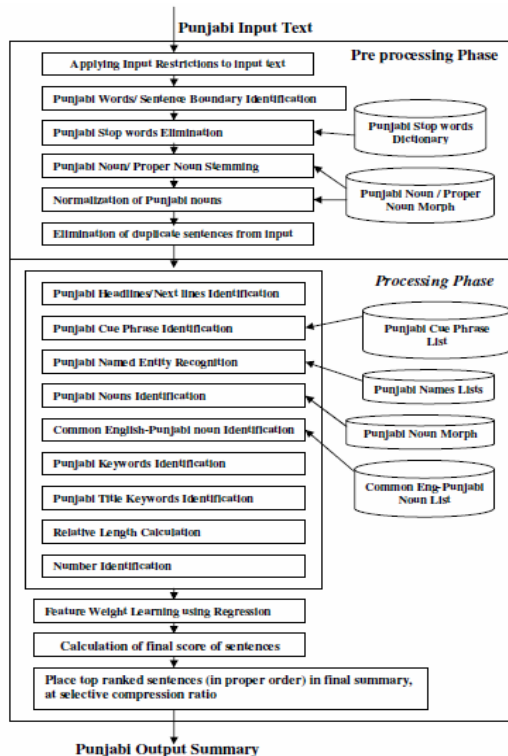 Punjabi Input Text
Pre processing Phase
Applying Input Restrictions to input text
Punjabi Words/ Sentence Boundary Identification
Punjabi Stop words Elimination
Punjabi Stop words
Dictionary
Punjabi Noun/ Proper Noun Stemming
Normalization of Punjabi nouns
Punjabi Noun / Proper
Noun Morph
Elimination of duplicate sentences from input
Processing Phase
Punjabi Headlines/Next lines Identification
Punjabi Cue Phrase Identification
Punjabi Cue Phrase
List
Punjabi Named Entity Recognition
Punjabi Names Lists
Punjabi Nouns Identification
Punjabi Noun Morph
Common English-Punjabi noun Identification
Common Eng-Punjabi
Noun List
Punjabi Keywords Identification
Punjabi Title Keywords Identification
Relative Length Calculation
Number Identification
Feature Weight Learning using Regression
Calculation of final score of sentences
Place top ranked sentences (in proper order) in final summary,
at selective compression ratio
Punjabi Output Summary